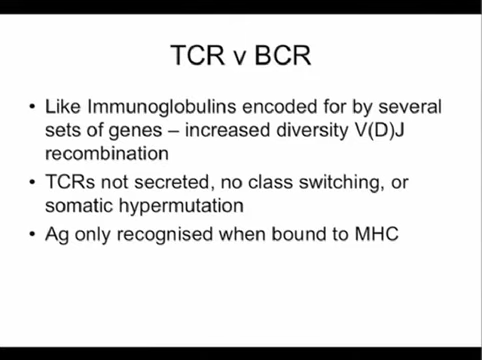 TCR v BCR
• Like Immunoglobulins encoded for by several
sets of genes – increased diversity V(D)J
recombination
• TCRs not secreted, no class switching, or
somatic hypermutation
• Ag only recognised when bound to MHC